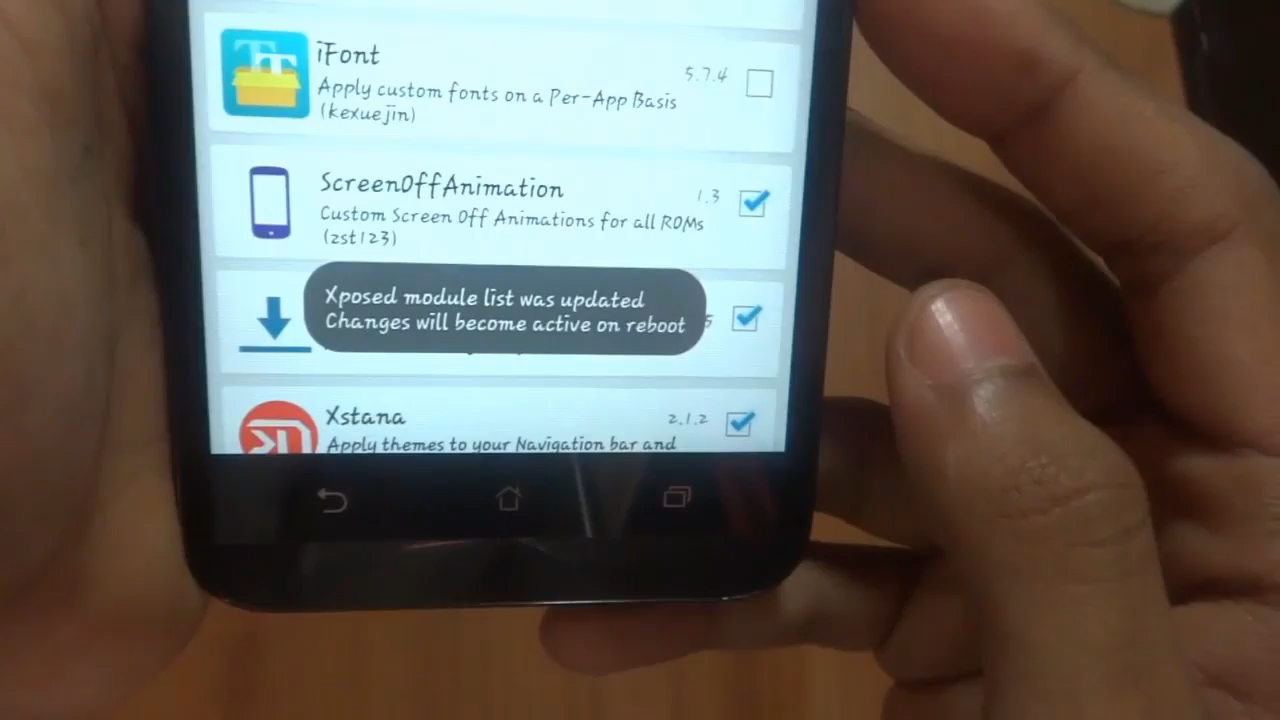 iFont
5.7.4
Apply custom fonts on a Per-App Basis
(kexuejin)
ScreenOffAnimation
1.3
Custom Screen Off Animations for all ROMs
(zst123)
Xposed module list was updated
Changes will become active on reboot
5
Xstana
2.1.2
Apply themes to your Navigation bar and